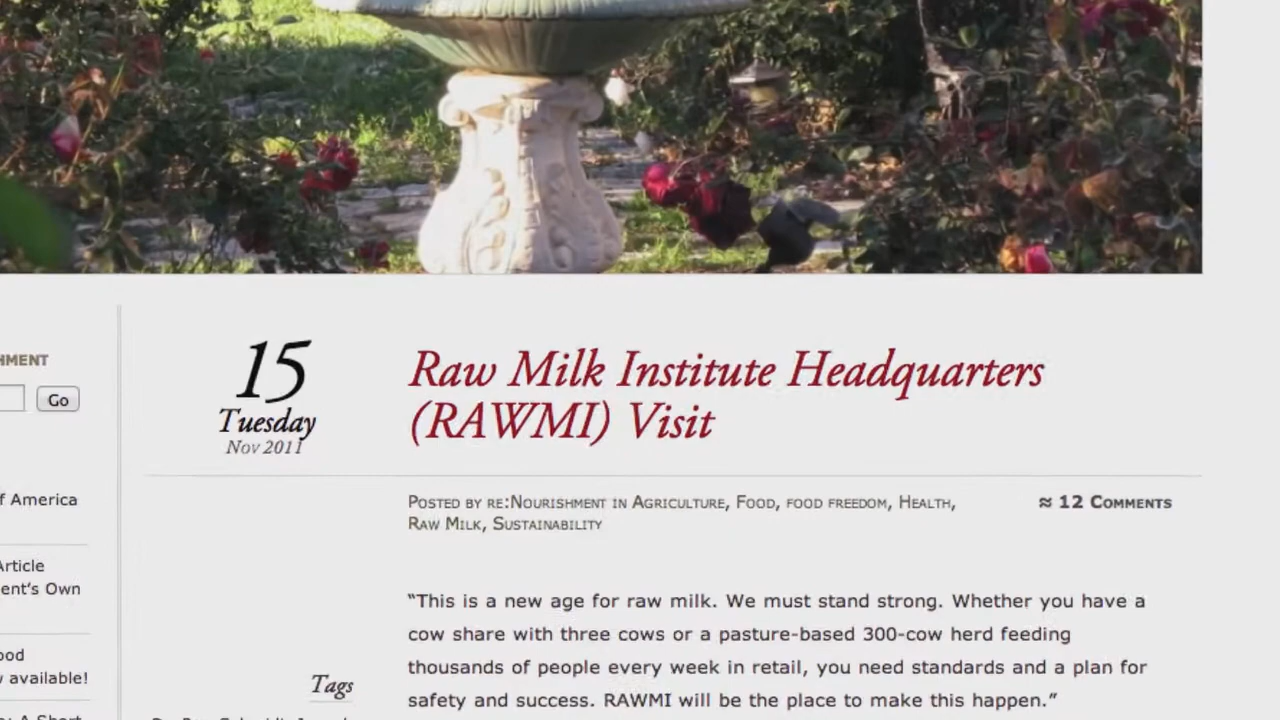 HMENT
Go
f America
Article
ent's Own
ood
available!
A Short
15
Tuesday
Nov 2011
Raw Milk Institute Headquarters
(RAWMI) Visit
Posted by re:Nourishment in Agriculture, Food, food freedom, Health,
Raw Milk, Sustainability
≈ 12 Comments
“This is a new age for raw milk. We must stand strong. Whether you have a
cow share with three cows or a pasture-based 300-cow herd feeding
thousands of people every week in retail, you need standards and a plan for
safety and success. RAWMI will be the place to make this happen.”
Tags